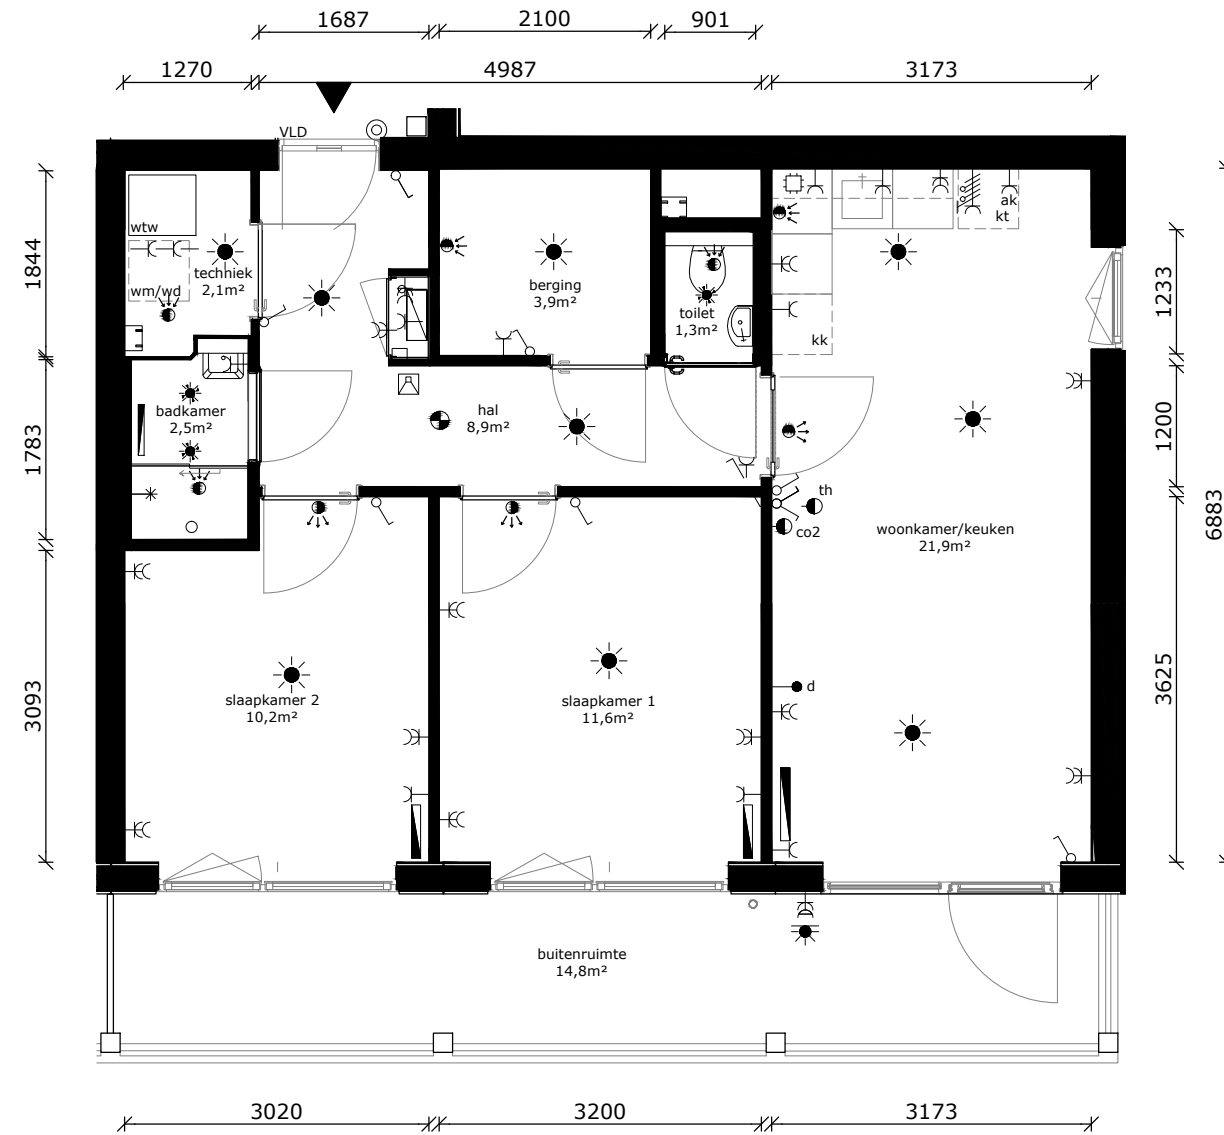 1687
2100
901
1270
4987
3173
VLD
wtw
techniek
2,1m²
wm/wd
berging
3,9m²
toilet
1,3m²
ak
kt
kk
badkamer
2,5m²
hal
8,9m²
th
co2
woonkamer/keuken
21,9m²
slaapkamer 2
10,2m²
slaapkamer 1
11,6m²
d
buitenruimte
14,8m²
1844
1783
3093
1233
1200
3625
6883
3020
3200
3173